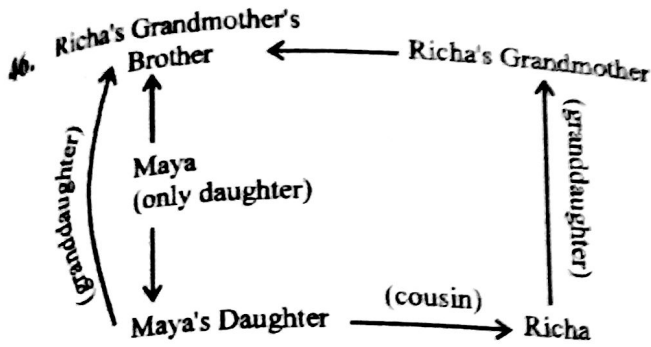 46. Richa's Grandmother's
Brother
Richa's Grandmother
(granddaughter)
Maya
(only daughter)
(granddaughter)
Maya's Daughter
(cousin)
Richa